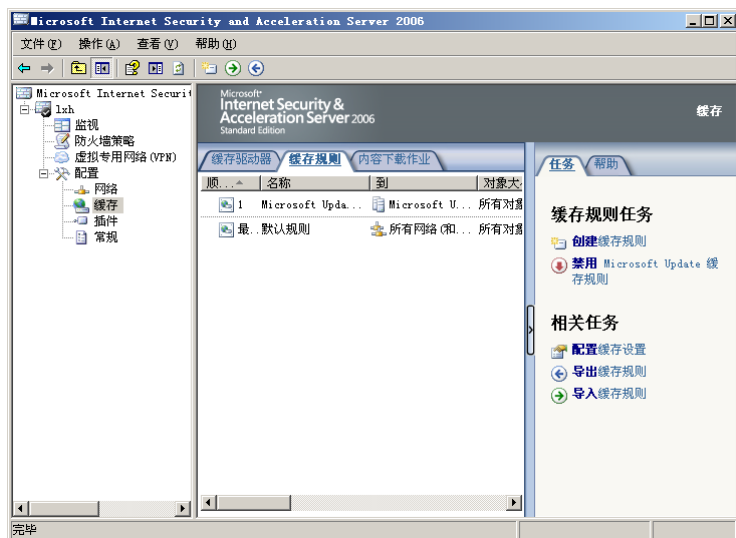 Microsoft Internet Security and Acceleration Server 2006
文件(F) 操作(A) 查看(V) 帮助(H)
Microsoft Internet Securi
lxh
监视
防火墙策略
虚拟专用网络(VPN)
配置
网络
缓存
插件
常规
Microsoft
Internet Security &
Acceleration Server 2006
Standard Edition
缓存
缓存驱动器 缓存规则 内容下载作业
顺... 名称 到 对象大
1 Microsoft Upda... Microsoft U... 所有对象
最.. 默认规则 所有网络(和... 所有对象
任务 帮助
缓存规则任务
创建缓存规则
禁用 Microsoft Update 缓
存规则
相关任务
配置缓存设置
导出缓存规则
导入缓存规则
完毕